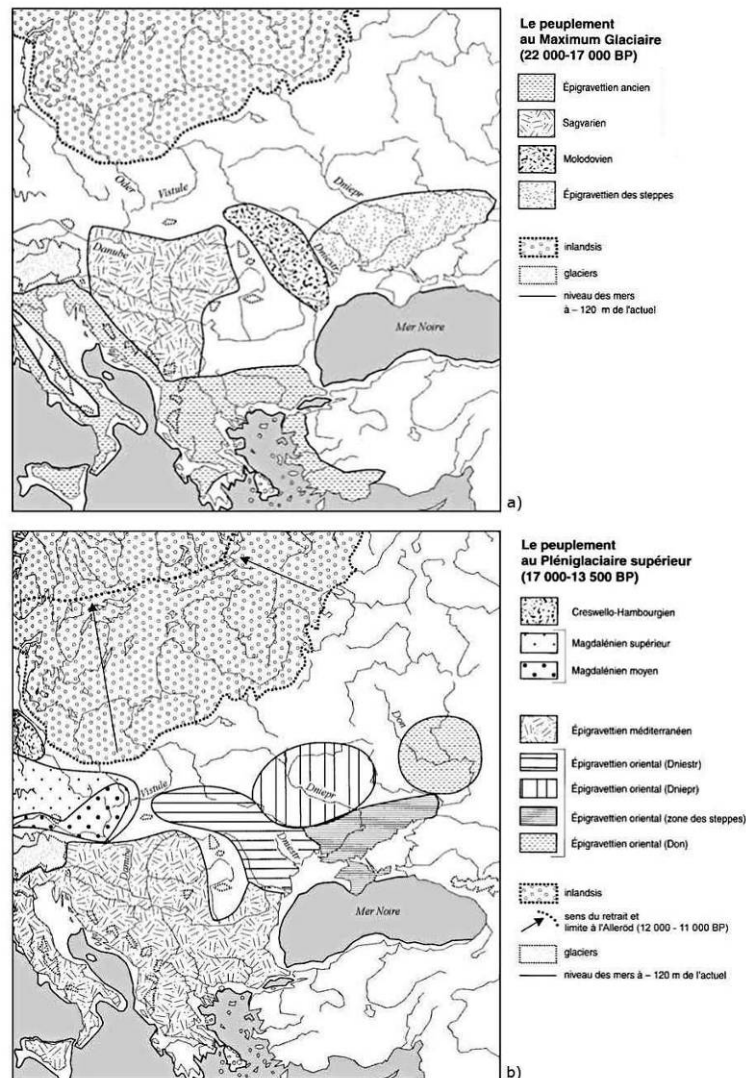 Le peuplement
au Maximum Glaciaire
(22 000-17 000 BP)
Épigravettien ancien
Sagvarien
Molodovien
Épigravettien des steppes
inlandsis
glaciers
niveau des mers
à – 120 m de l'actuel
Oder
Vistule
Dniepr
Danube
Mer Noire
a)
Le peuplement
au Pléniglaciaire supérieur
(17 000-13 500 BP)
Creswello-Hambourgien
Magdalénien supérieur
Magdalénien moyen
Épigravettien méditerranéen
Épigravettien oriental (Dniestr)
Épigravettien oriental (Dniepr)
Épigravettien oriental (zone des steppes)
Épigravettien oriental (Don)
inlandsis
sens du retrait et
limite à l'Alleröd (12 000 - 11 000 BP)
glaciers
niveau des mers à – 120 m de l'actuel
Don
Vistule
Dniepr
Dniestr
Danube
Mer Noire
b)